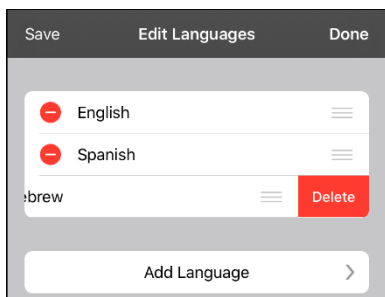 Save Edit Languages Done
English
Spanish
ebrew Delete
Add Language